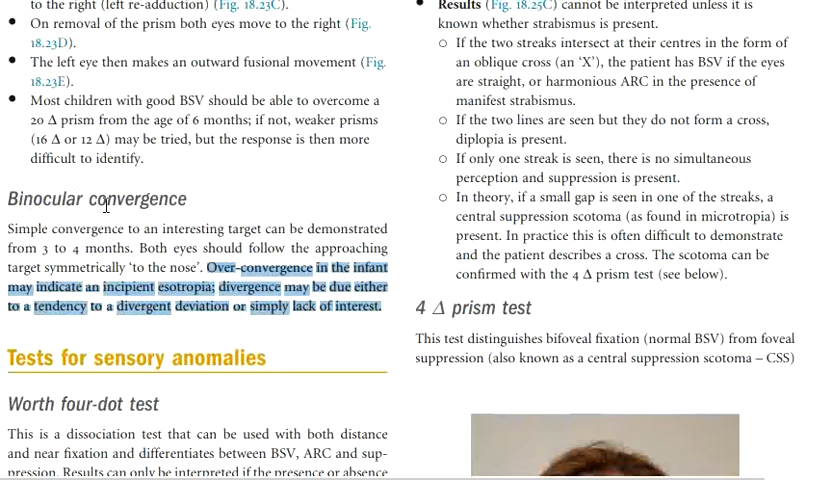 to the right (left re-adduction) (Fig. 18.23C).
On removal of the prism both eyes move to the right (Fig.
18.23D).
The left eye then makes an outward fusional movement (Fig.
18.23E).
Most children with good BSV should be able to overcome a
20 Δ prism from the age of 6 months; if not, weaker prisms
(16 Δ or 12 Δ) may be tried, but the response is then more
difficult to identify.
Binocular convergence
Simple convergence to an interesting target can be demonstrated
from 3 to 4 months. Both eyes should follow the approaching
target symmetrically ‘to the nose’. Over-convergence in the infant
may indicate an incipient esotropia; divergence may be due either
to a tendency to a divergent deviation or simply lack of interest.
Tests for sensory anomalies
Worth four-dot test
This is a dissociation test that can be used with both distance
and near fixation and differentiates between BSV, ARC and sup-
pression. Results can only be interpreted if the presence or absence
Results (Fig. 18.25C) cannot be interpreted unless it is
known whether strabismus is present.
If the two streaks intersect at their centres in the form of
an oblique cross (an ‘X’), the patient has BSV if the eyes
are straight, or harmonious ARC in the presence of
manifest strabismus.
If the two lines are seen but they do not form a cross,
diplopia is present.
If only one streak is seen, there is no simultaneous
perception and suppression is present.
In theory, if a small gap is seen in one of the streaks, a
central suppression scotoma (as found in microtropia) is
present. In practice this is often difficult to demonstrate
and the patient describes a cross. The scotoma can be
confirmed with the 4 Δ prism test (see below).
4 Δ prism test
This test distinguishes bifoveal fixation (normal BSV) from foveal
suppression (also known as a central suppression scotoma – CSS)